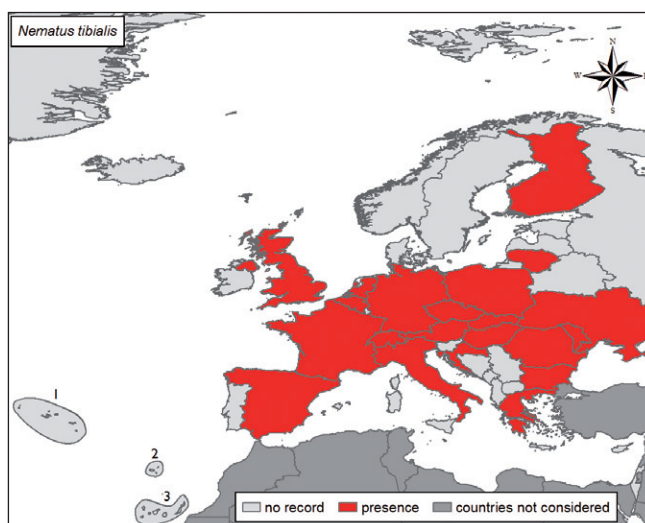 Nematus tibialis
N
W
S
1
2
3
no record presence countries not considered